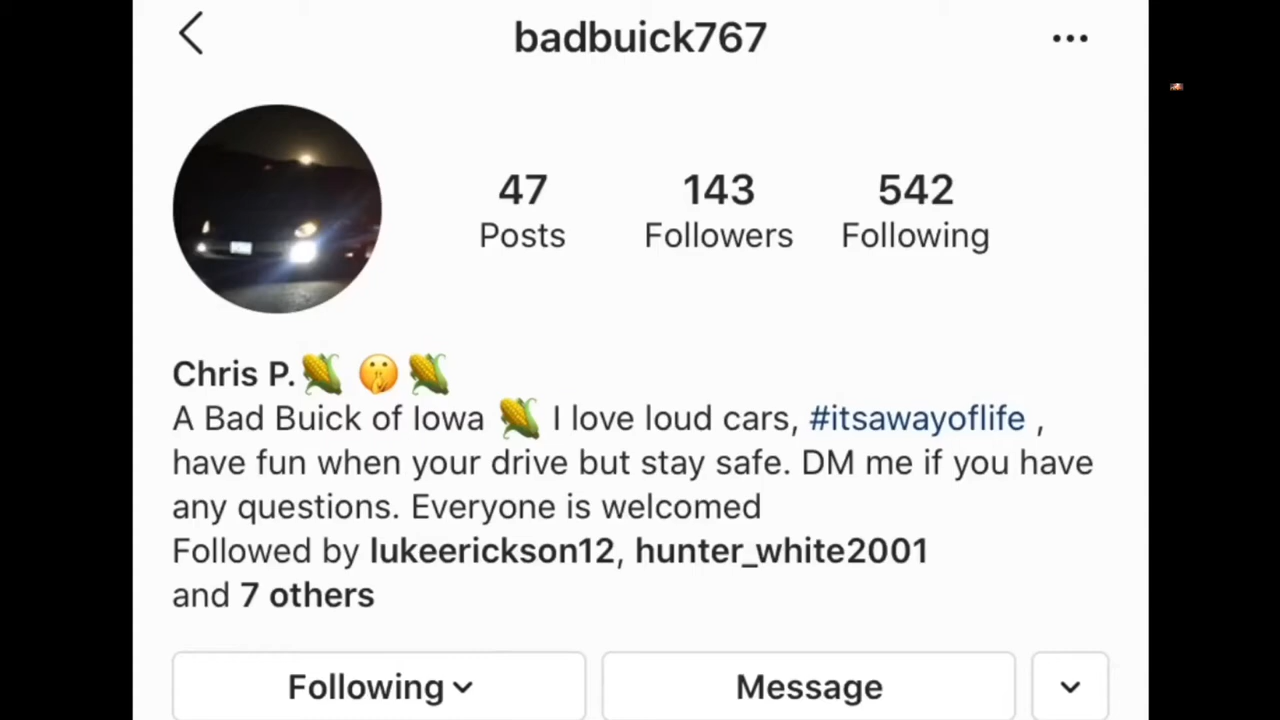 badbuick767
47 143 542
Posts Followers Following
Chris P.🌽 🤫 🌽
A Bad Buick of Iowa 🌽 I love loud cars, #itsawayoflife ,
have fun when your drive but stay safe. DM me if you have
any questions. Everyone is welcomed
Followed by lukeerickson12, hunter_white2001
and 7 others
Following Message